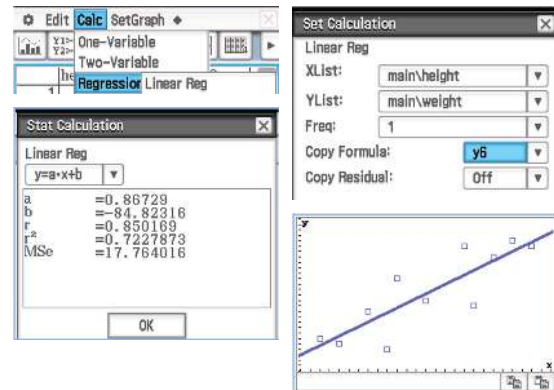 Edit Calc SetGraph
One-Variable
Two-Variable
Regression Linear Reg
1
Stat Calculation
Linear Reg
y=a·x+b
a =0.86729
b =-84.82316
r =0.850169
r² =0.7227873
MSe =17.764016
OK
Set Calculation
Linear Reg
XList: main\height
YList: main\weight
Freq: 1
Copy Formula: y6
Copy Residual: Off
y
x